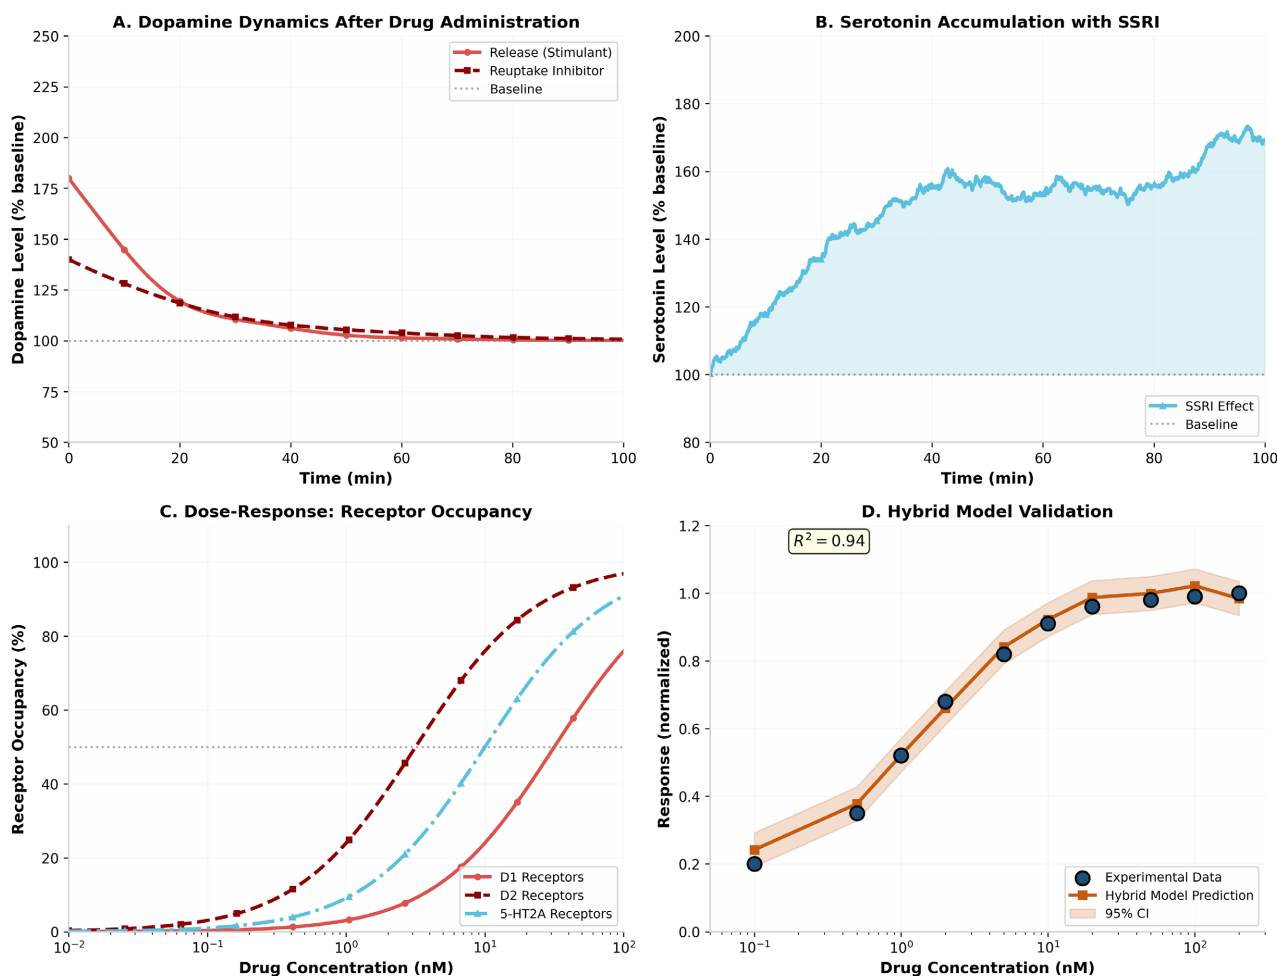 A. Dopamine Dynamics After Drug Administration
250
225
200
175
150
125
100
75
50
Dopamine Level (% baseline)
Release (Stimulant)
Reuptake Inhibitor
Baseline
0 20 40 60 80 100
Time (min)
B. Serotonin Accumulation with SSRI
200
180
160
140
120
100
80
Serotonin Level (% baseline)
SSRI Effect
Baseline
0 20 40 60 80 100
Time (min)
C. Dose-Response: Receptor Occupancy
100
80
60
40
20
0
Receptor Occupancy (%)
D1 Receptors
D2 Receptors
5-HT2A Receptors
10⁻² 10⁻¹ 10⁰ 10¹ 10²
Drug Concentration (nM)
D. Hybrid Model Validation
1.2
1.0
0.8
0.6
0.4
0.2
0.0
Response (normalized)
R² = 0.94
Experimental Data
Hybrid Model Prediction
95% CI
10⁻¹ 10⁰ 10¹ 10²
Drug Concentration (nM)